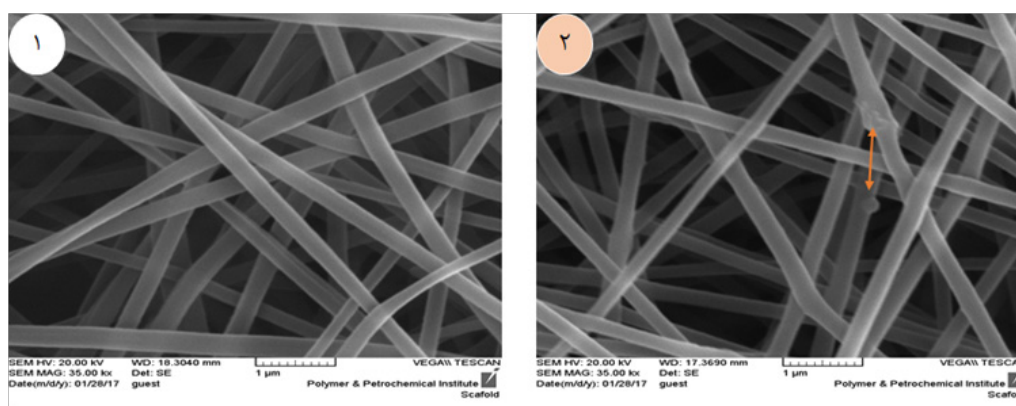 ١
٢
SEM HV: 20.00 kV WD: 18.3040 mm VEGA\\ TESCAN
SEM MAG: 35.00 kx Det: SE 1 µm
Date(m/d/y): 01/28/17 guest Polymer & Petrochemical Institute
Scafold
SEM HV: 20.00 kV WD: 17.3690 mm VEGA\\ TESCAN
SEM MAG: 35.00 kx Det: SE 1 µm
Date(m/d/y): 01/28/17 guest Polymer & Petrochemical Institute
Scafo